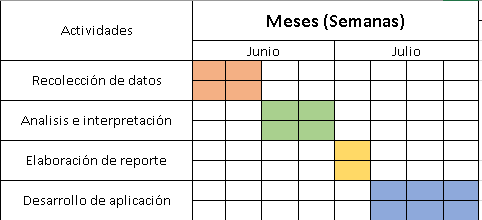 Actividades
Meses (Semanas)
Junio
Julio
Recolección de datos
Analisis e interpretación
Elaboración de reporte
Desarrollo de aplicación